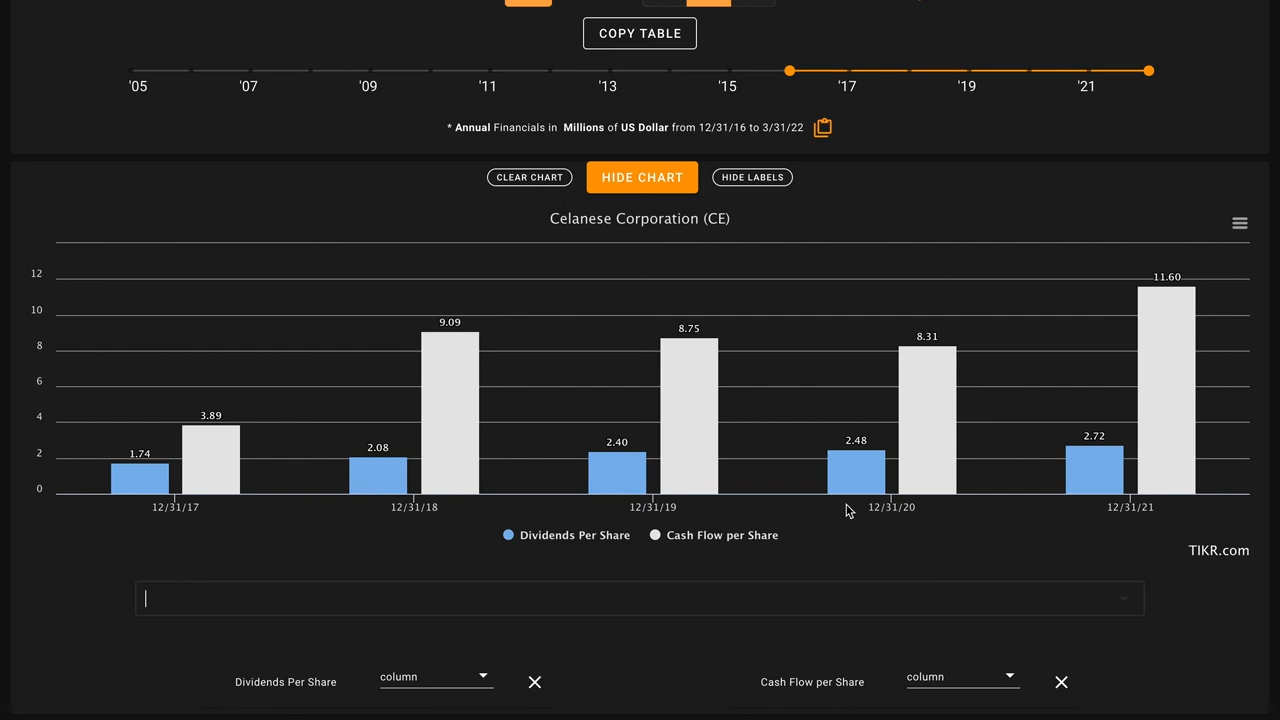 COPY TABLE
'05 '07 '09 '11 '13 '15 '17 '19 '21
* Annual Financials in Millions of US Dollar from 12/31/16 to 3/31/22
CLEAR CHART HIDE CHART HIDE LABELS
Celanese Corporation (CE)
12
10
8
6
4
2
0
1.74 3.89 2.08 9.09 2.40 8.75 2.48 8.31 2.72 11.60
12/31/17 12/31/18 12/31/19 12/31/20 12/31/21
Dividends Per Share Cash Flow per Share
TIKR.com
Dividends Per Share column Cash Flow per Share column